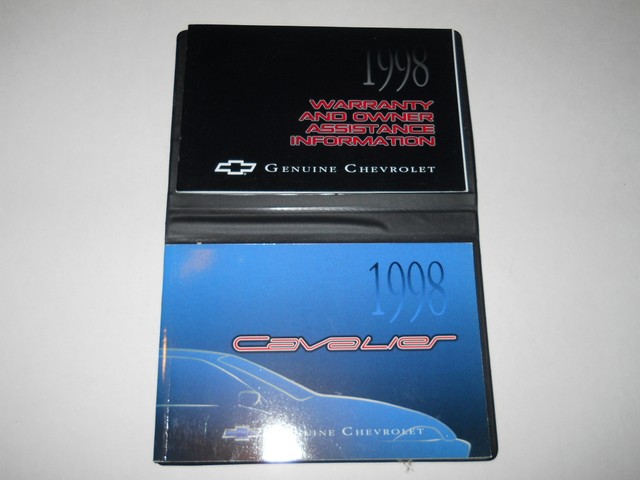 1998
WARRANTY
AND OWNER
ASSISTANCE
INFORMATION
GENUINE CHEVROLET
1998
Cavalier
GENUINE CHEVROLET